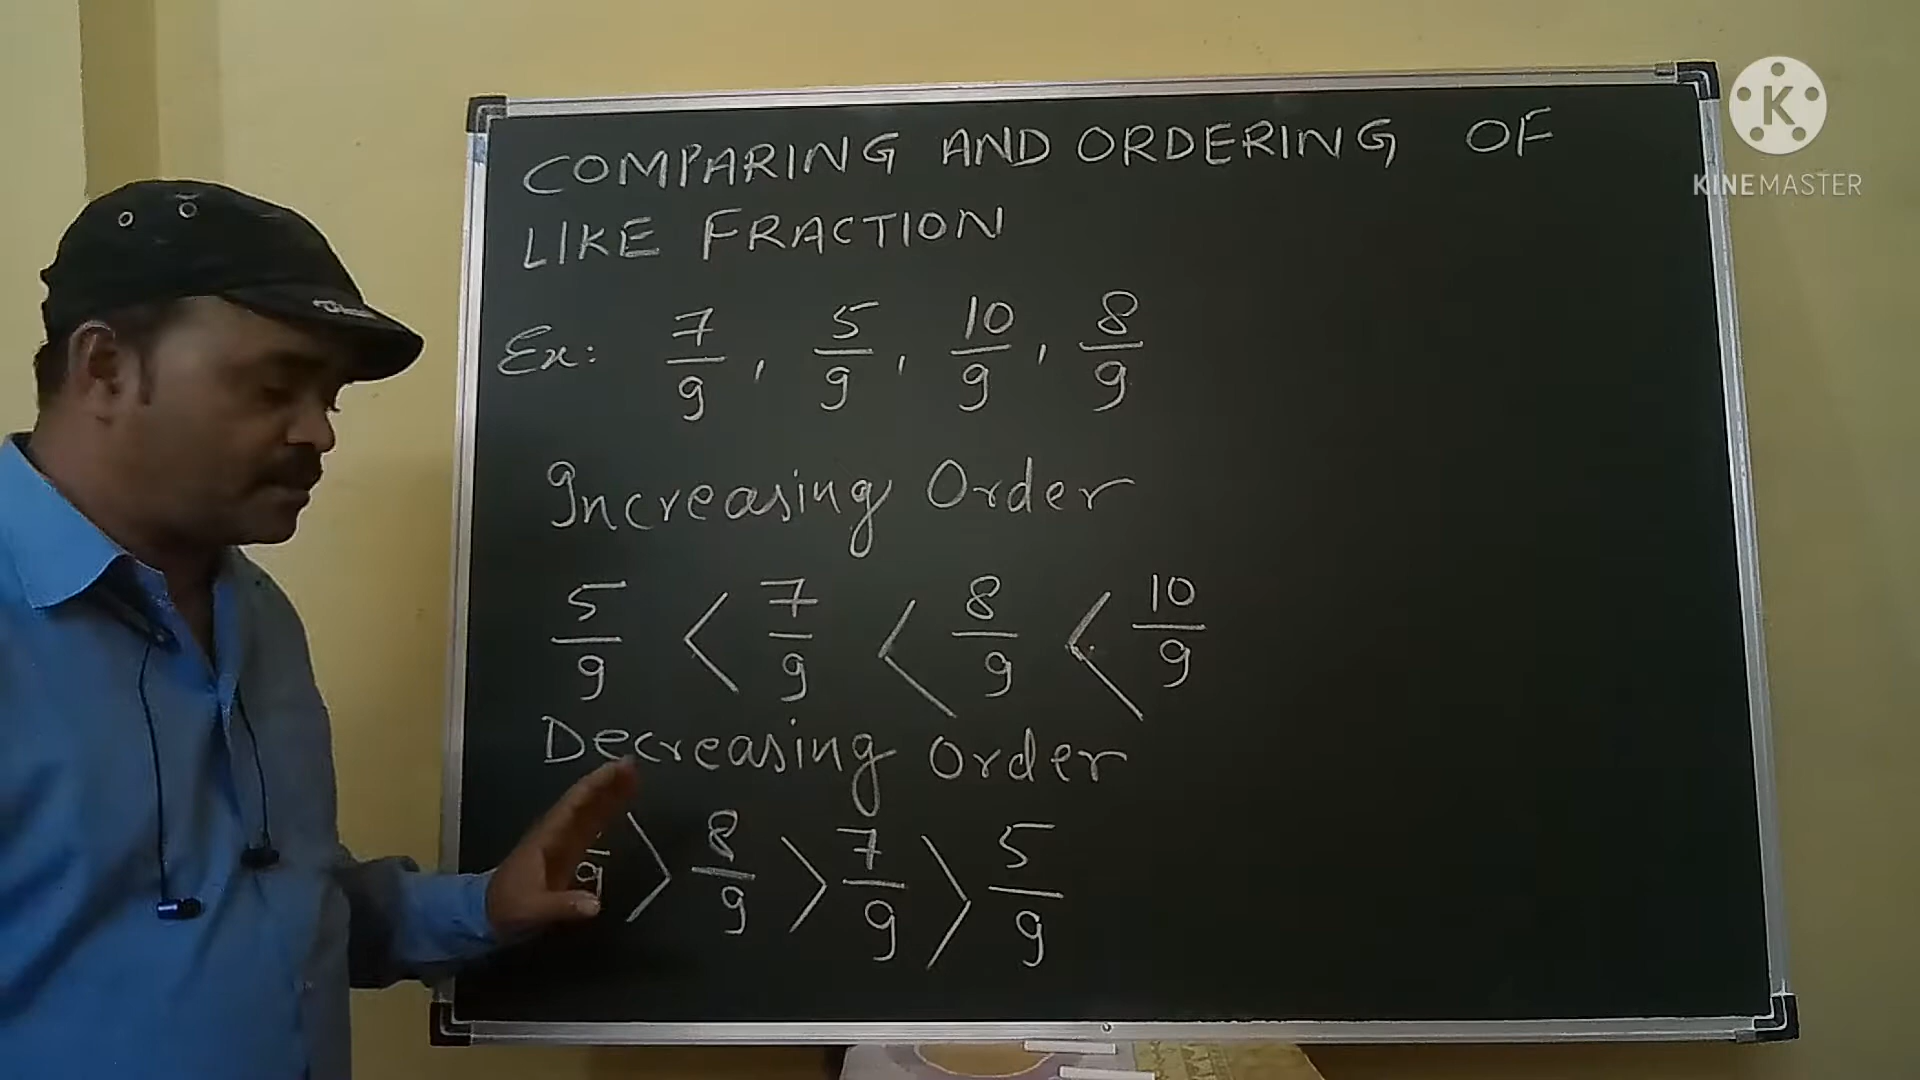 COMPARING AND ORDERING OF
LIKE FRACTION
Ex: 7/9, 5/9, 10/9, 8/9
Increasing Order
5/9 < 7/9 < 8/9 < 10/9
Decreasing Order
9 > 8/9 > 7/9 > 5/9
K
KINEMASTER